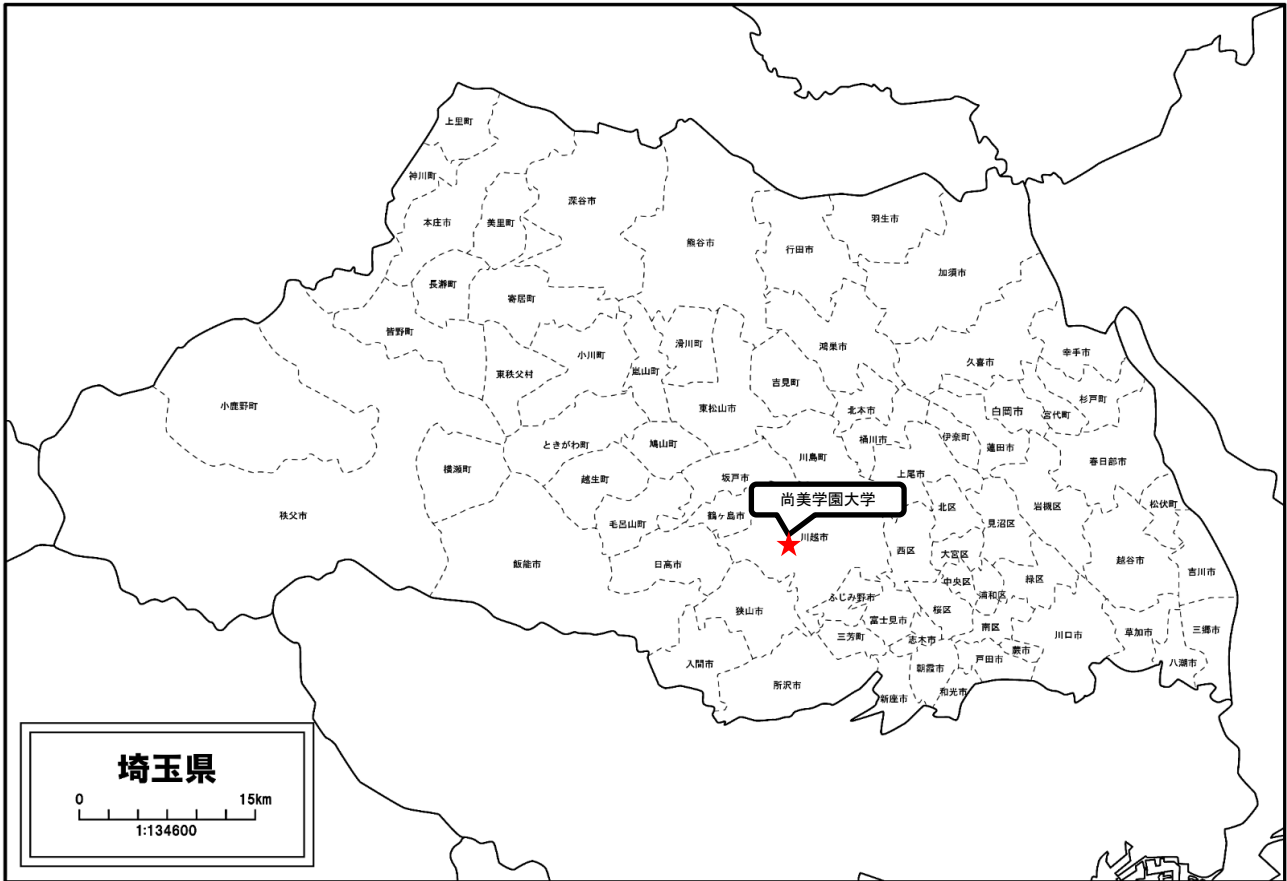 上里町
神川町
本庄市
美里町
深谷市
熊谷市
行田市
羽生市
加須市
長瀞町
寄居町
皆野町
小川町
東秩父村
嵐山町
滑川町
東松山市
吉見町
鴻巣市
久喜市
幸手市
杉戸町
宮代町
白岡市
小鹿野町
北本市
桶川市
伊奈町
蓮田市
春日部市
横瀬町
ときがわ町
鳩山町
川島町
上尾市
越生町
坂戸市
尚美学園大学
北区
見沼区
岩槻区
松伏町
秩父市
毛呂山町
鶴ヶ島市
川越市
西区
大宮区
越谷市
吉川市
飯能市
日高市
中央区
浦和区
緑区
狭山市
ふじみ野市
富士見市
桜区
南区
川口市
草加市
三郷市
三芳町
志木市
蕨市
戸田市
八潮市
入間市
所沢市
朝霞市
新座市
和光市
埼玉県
0 15km
1:134600